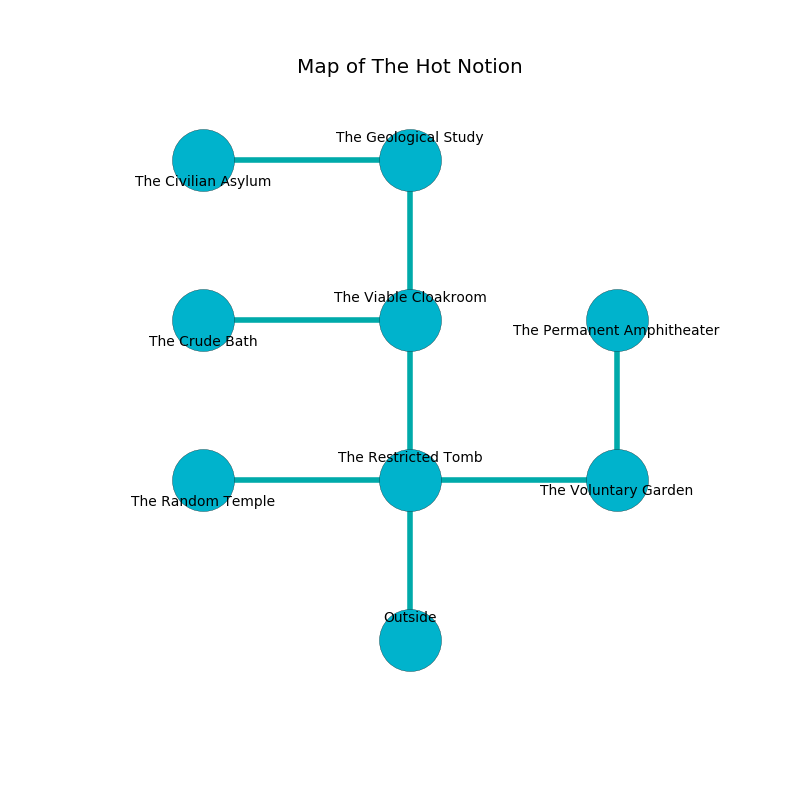 Map of The Hot Notion
The Geological Study
The Civilian Asylum
The Viable Cloakroom
The Permanent Amphitheater
The Crude Bath
The Restricted Tomb
The Voluntary Garden
The Random Temple
Outside